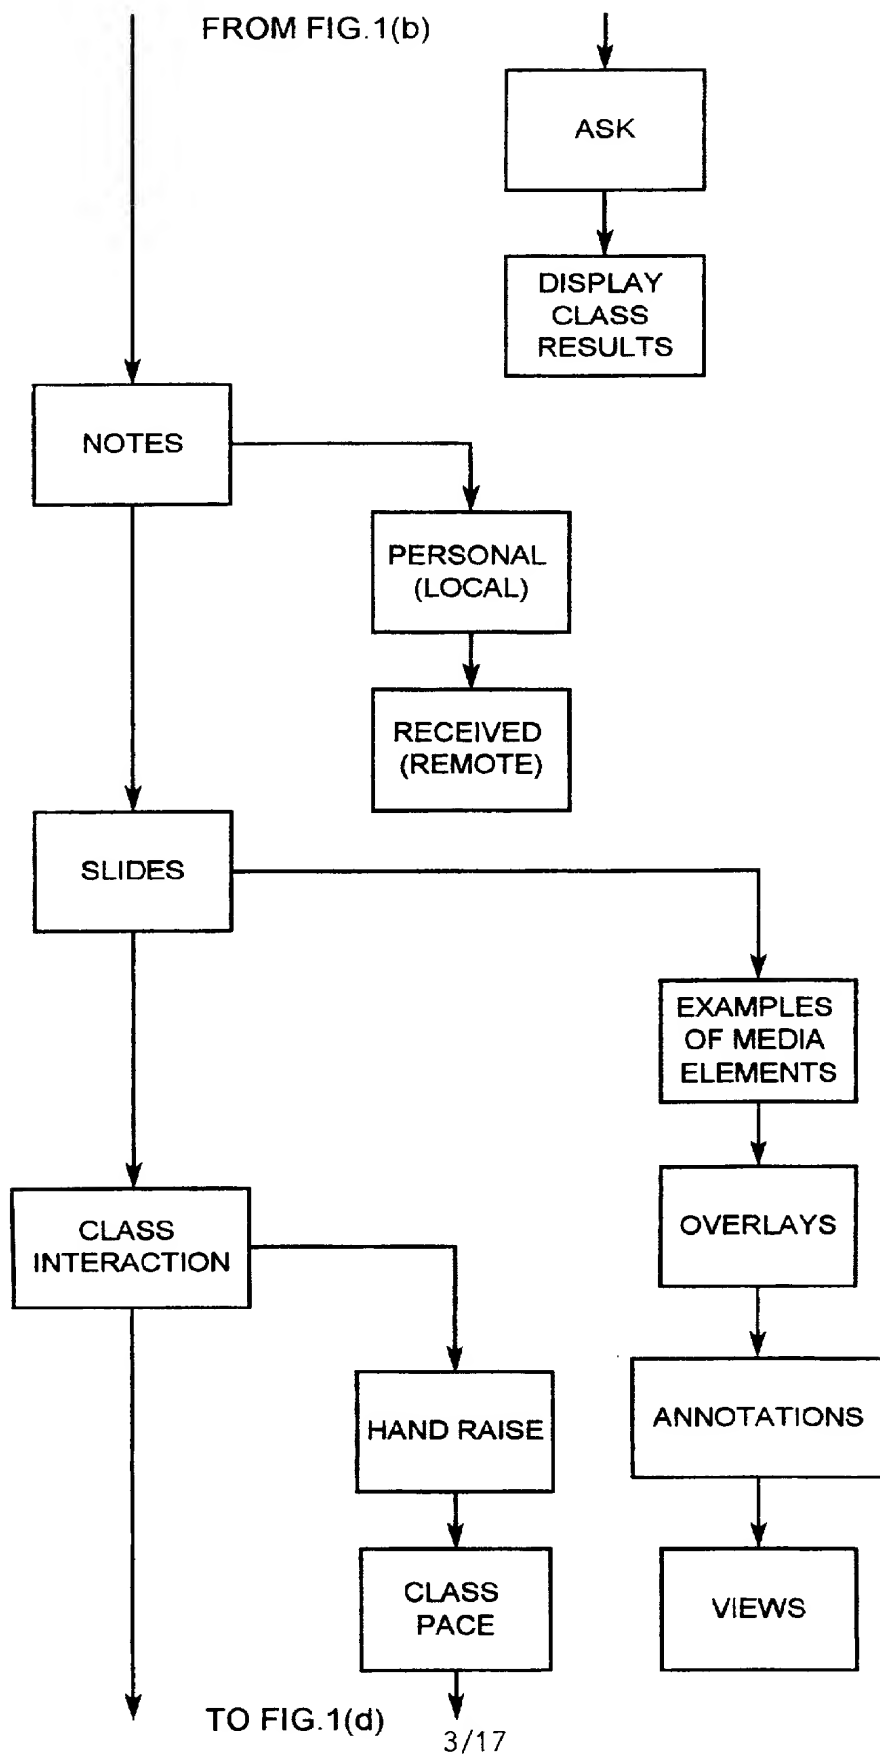 FROM FIG.1(b)
ASK
DISPLAY
CLASS
RESULTS
NOTES
PERSONAL
(LOCAL)
RECEIVED
(REMOTE)
SLIDES
EXAMPLES
OF MEDIA
ELEMENTS
OVERLAYS
CLASS
INTERACTION
HAND RAISE
ANNOTATIONS
CLASS
PACE
VIEWS
TO FIG.1(d)
3/17